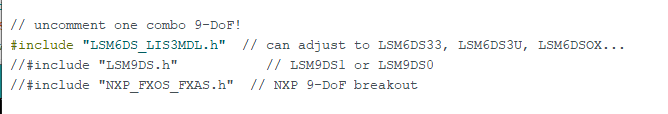 // uncomment one combo 9-DoF!
#include "LSM6DS_LIS3MDL.h"  // can adjust to LSM6DS33, LSM6DS3U, LSM6DSOX...
//#include "LSM9DS.h"           // LSM9DS1 or LSM9DS0
//#include "NXP_FXOS_FXAS.h"  // NXP 9-DoF breakout